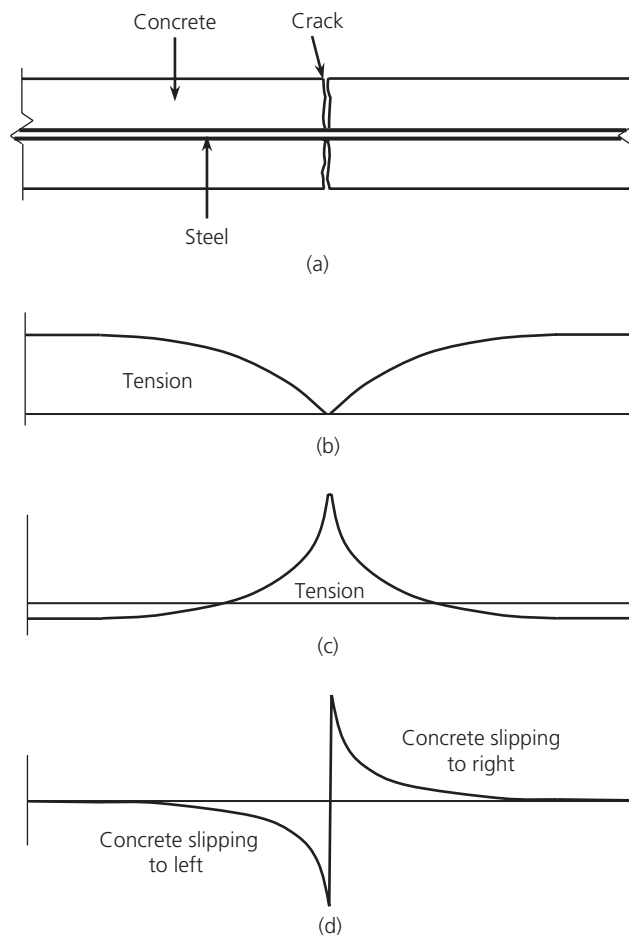 Concrete
Crack
Steel
(a)
Tension
(b)
Tension
(c)
Concrete slipping
to right
Concrete slipping
to left
(d)